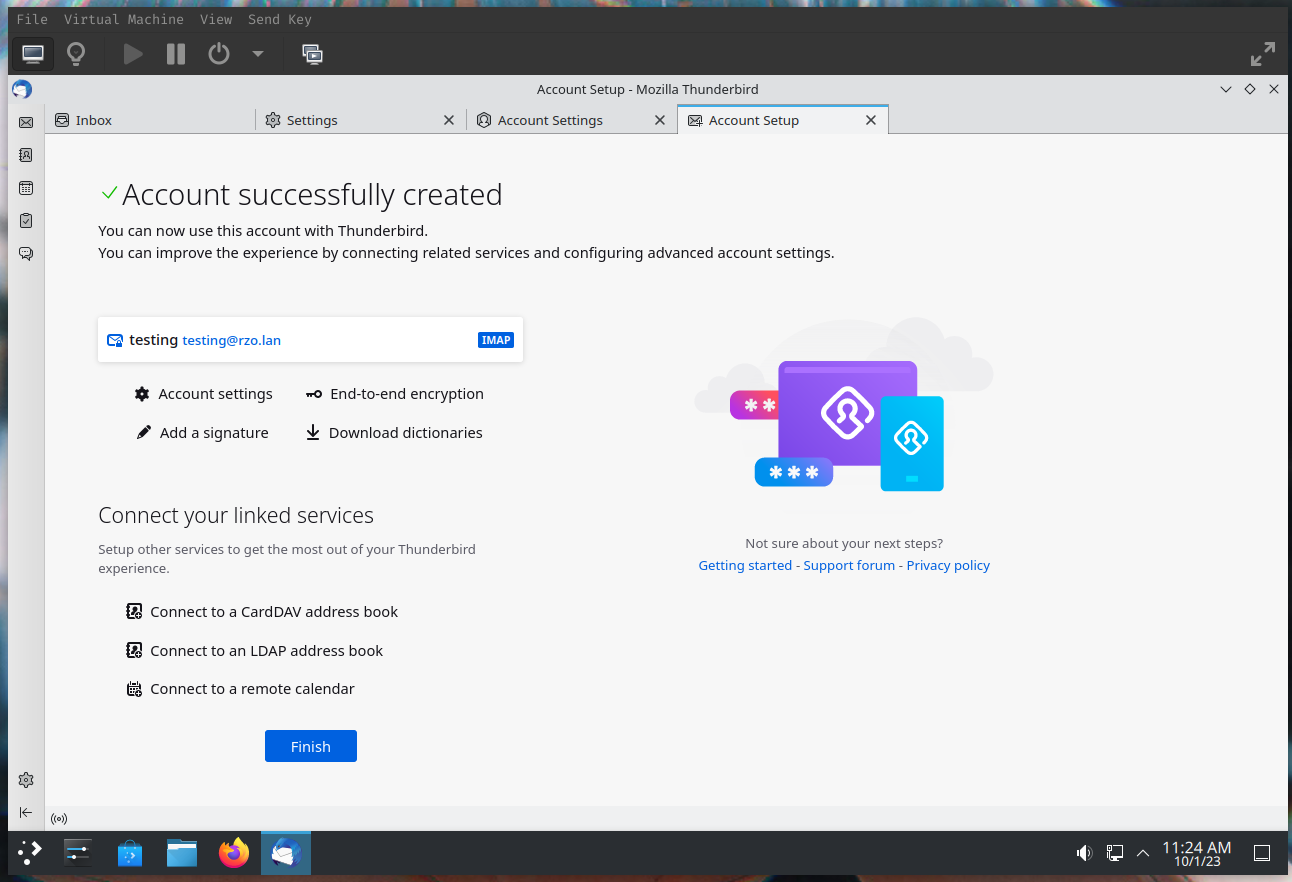 File Virtual Machine View Send Key
Account Setup - Mozilla Thunderbird
Inbox Settings Account Settings Account Setup
Account successfully created
You can now use this account with Thunderbird.
You can improve the experience by connecting related services and configuring advanced account settings.
testing testing@rzo.lan IMAP
Account settings End-to-end encryption
Add a signature Download dictionaries
***
**
Connect your linked services
Setup other services to get the most out of your Thunderbird
experience.
Connect to a CardDAV address book
Connect to an LDAP address book
Connect to a remote calendar
Finish
Not sure about your next steps?
Getting started - Support forum - Privacy policy
11:24 AM
10/1/23